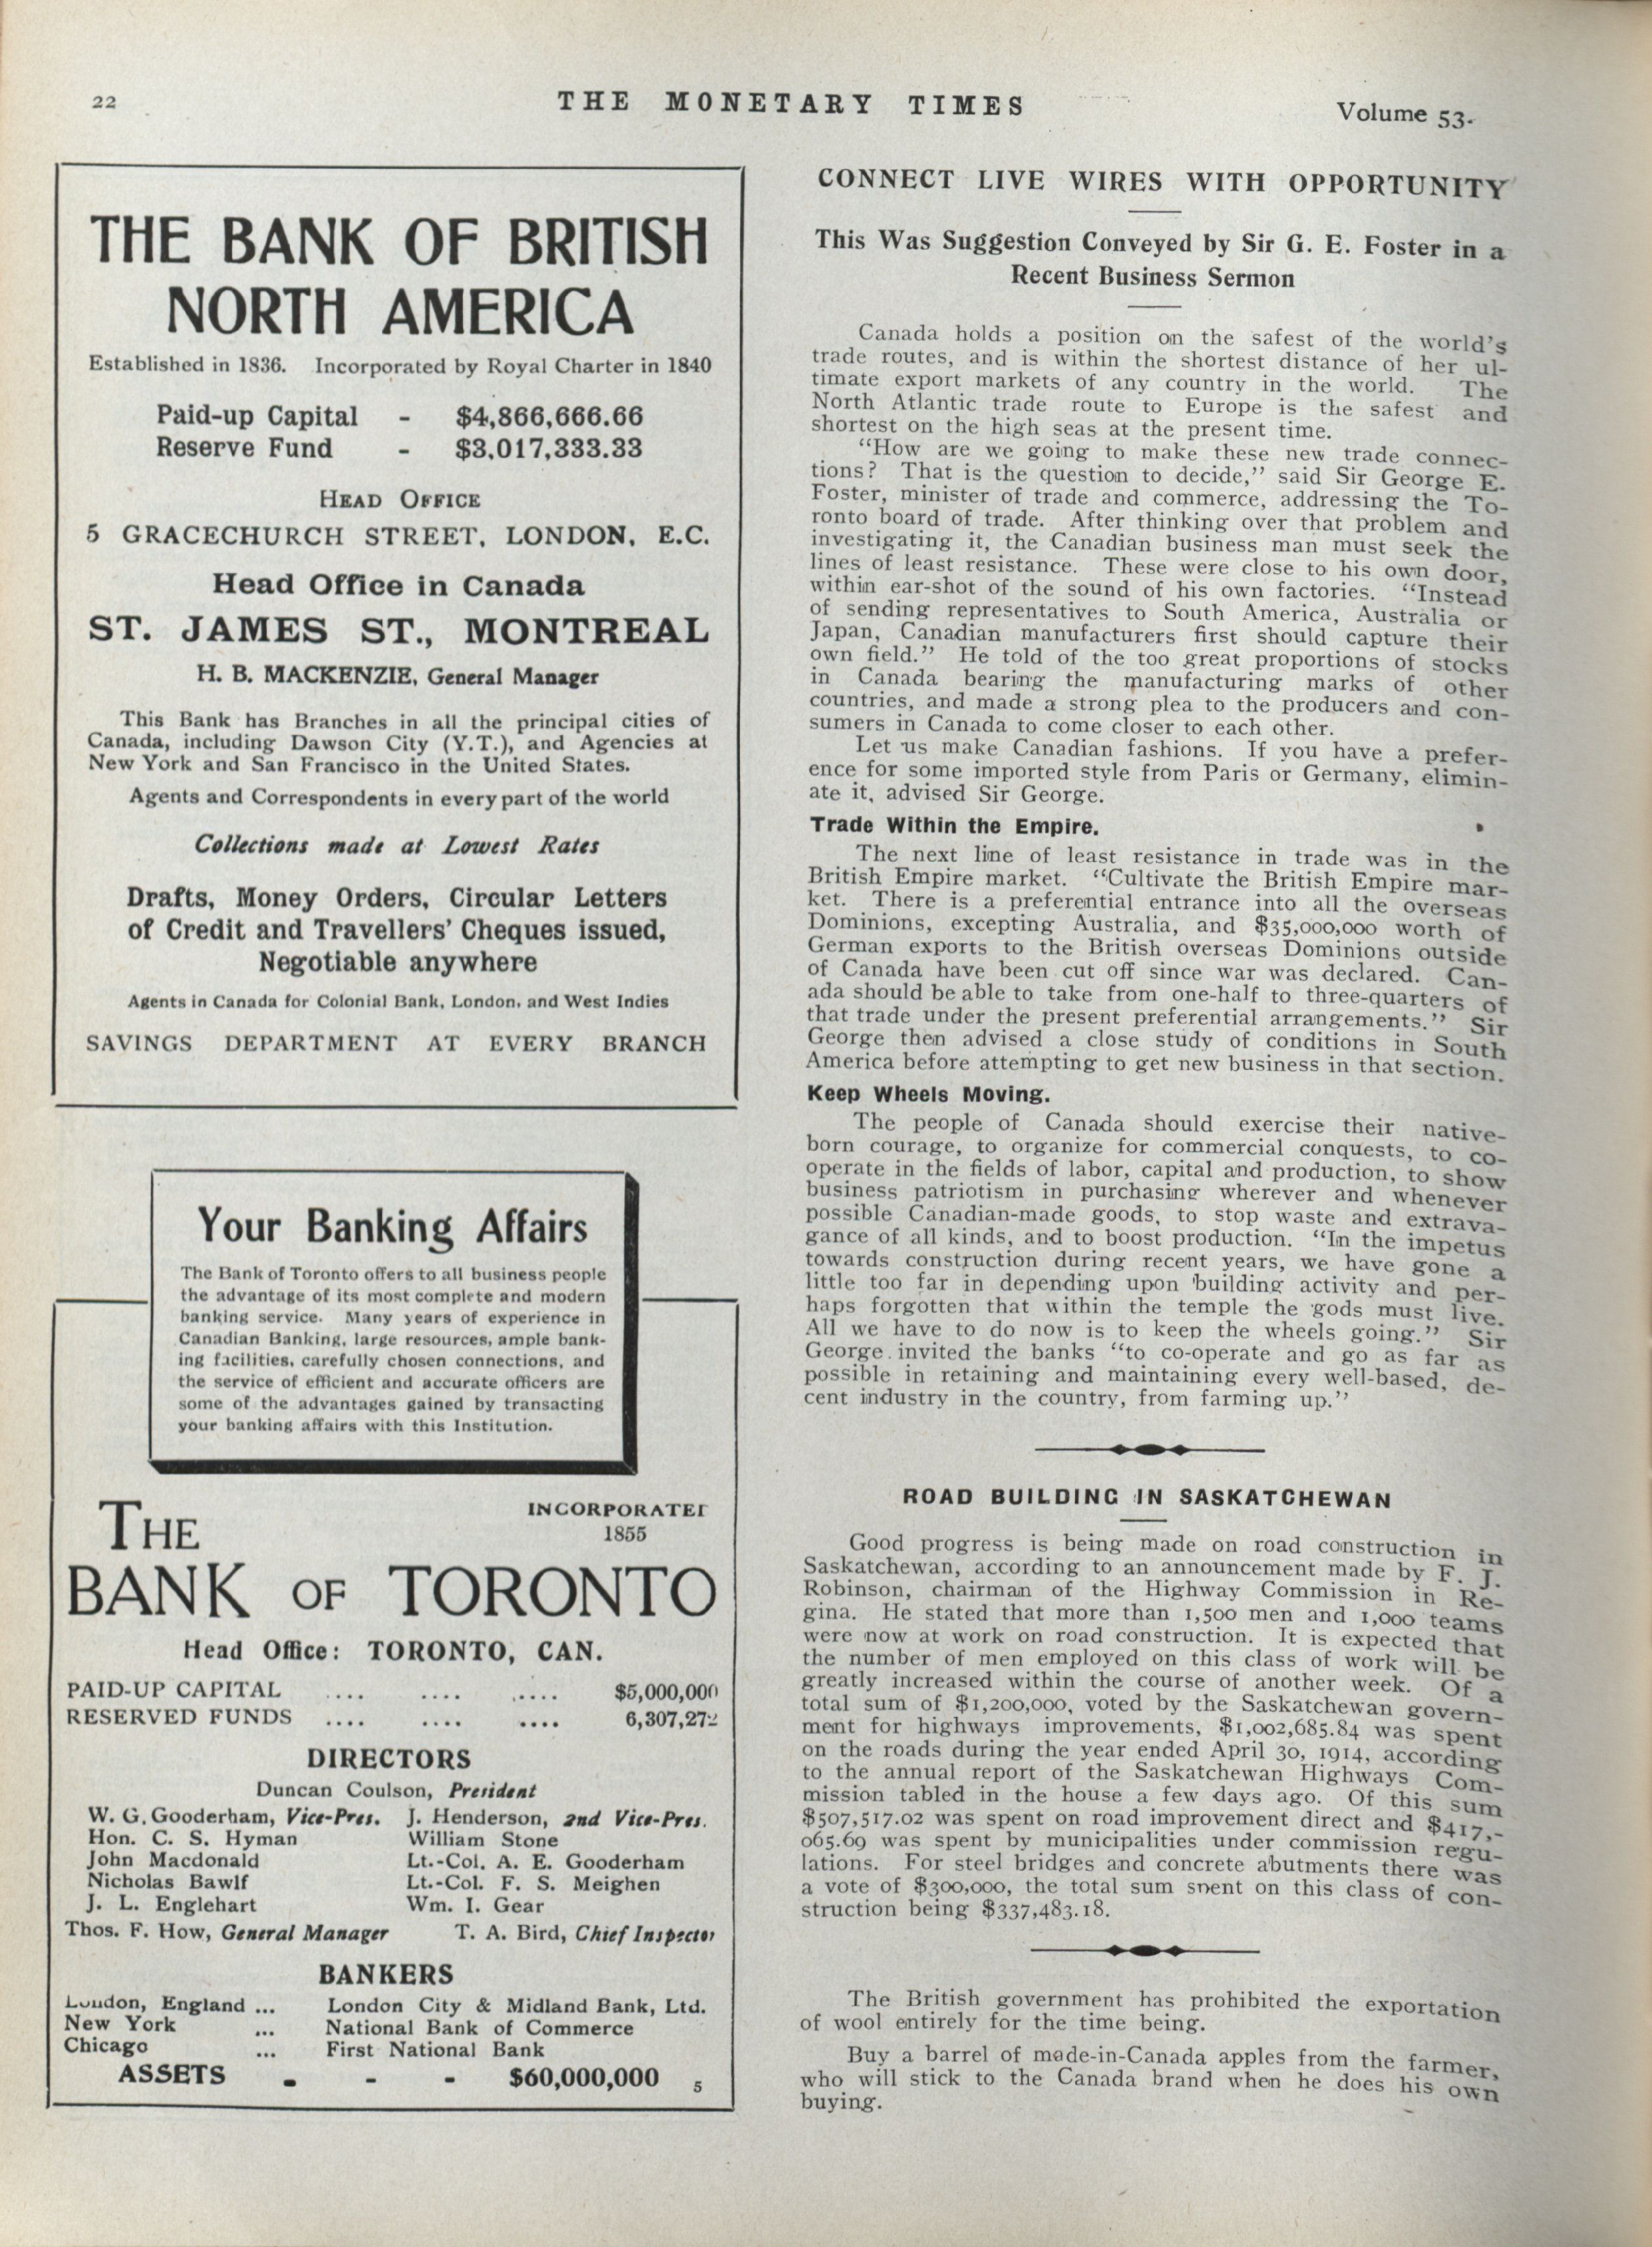 22
THE MONETARY TIMES
Volume 53.
THE BANK OF BRITISH
NORTH AMERICA
Established in 1836. Incorporated by Royal Charter in 1840
Paid-up Capital - $4,866,666.66
Reserve Fund - $3,017,333.33
HEAD OFFICE
5 GRACECHURCH STREET, LONDON, E.C.
Head Office in Canada
ST. JAMES ST., MONTREAL
H. B. MACKENZIE, General Manager
This Bank has Branches in all the principal cities of
Canada, including Dawson City (Y.T.), and Agencies at
New York and San Francisco in the United States.
Agents and Correspondents in every part of the world
Collections made at Lowest Rates
Drafts, Money Orders, Circular Letters
of Credit and Travellers' Cheques issued,
Negotiable anywhere
Agents in Canada for Colonial Bank, London, and West Indies
SAVINGS DEPARTMENT AT EVERY BRANCH
Your Banking Affairs
The Bank of Toronto offers to all business people
the advantage of its most complete and modern
banking service. Many years of experience in
Canadian Banking, large resources, ample bank-
ing facilities, carefully chosen connections, and
the service of efficient and accurate officers are
some of the advantages gained by transacting
your banking affairs with this Institution.
THE
INCORPORATED
1855
BANK OF TORONTO
Head Office: TORONTO, CAN.
PAID-UP CAPITAL .... .... .... $5,000,000
RESERVED FUNDS .... .... .... 6,307,272
DIRECTORS
Duncan Coulson, President
W. G. Gooderham, Vice-Pres. J. Henderson, 2nd Vice-Pres.
Hon. C. S. Hyman William Stone
John Macdonald Lt.-Col. A. E. Gooderham
Nicholas Bawlf Lt.-Col. F. S. Meighen
J. L. Englehart Wm. I. Gear
Thos. F. How, General Manager T. A. Bird, Chief Inspector
BANKERS
London, England ... London City & Midland Bank, Ltd.
New York ... National Bank of Commerce
Chicago ... First National Bank
ASSETS - - - $60,000,000 5
CONNECT LIVE WIRES WITH OPPORTUNITY
This Was Suggestion Conveyed by Sir G. E. Foster in a
Recent Business Sermon
Canada holds a position on the safest of the world's
trade routes, and is within the shortest distance of her ul-
timate export markets of any country in the world. The
North Atlantic trade route to Europe is the safest and
shortest on the high seas at the present time.
"How are we going to make these new trade connec-
tions? That is the question to decide," said Sir George E.
Foster, minister of trade and commerce, addressing the To-
ronto board of trade. After thinking over that problem and
investigating it, the Canadian business man must seek the
lines of least resistance. These were close to his own door,
within ear-shot of the sound of his own factories. "Instead
of sending representatives to South America, Australia or
Japan, Canadian manufacturers first should capture their
own field." He told of the too great proportions of stocks
in Canada bearing the manufacturing marks of other
countries, and made a strong plea to the producers and con-
sumers in Canada to come closer to each other.
Let us make Canadian fashions. If you have a prefer-
ence for some imported style from Paris or Germany, elimin-
ate it, advised Sir George.
Trade Within the Empire.
The next line of least resistance in trade was in the
British Empire market. "Cultivate the British Empire mar-
ket. There is a preferential entrance into all the overseas
Dominions, excepting Australia, and $35,000,000 worth of
German exports to the British overseas Dominions outside
of Canada have been cut off since war was declared. Can-
ada should be able to take from one-half to three-quarters of
that trade under the present preferential arrangements." Sir
George then advised a close study of conditions in South
America before attempting to get new business in that section.
Keep Wheels Moving.
The people of Canada should exercise their native-
born courage, to organize for commercial conquests, to co-
operate in the fields of labor, capital and production, to show
business patriotism in purchasing wherever and whenever
possible Canadian-made goods, to stop waste and extrava-
gance of all kinds, and to boost production. "In the impetus
towards construction during recent years, we have gone a
little too far in depending upon building activity and per-
haps forgotten that within the temple the gods must live.
All we have to do now is to keep the wheels going." Sir
George invited the banks "to co-operate and go as far as
possible in retaining and maintaining every well-based, de-
cent industry in the country, from farming up."
ROAD BUILDING IN SASKATCHEWAN
Good progress is being made on road construction in
Saskatchewan, according to an announcement made by F. J.
Robinson, chairman of the Highway Commission in Re-
gina. He stated that more than 1,500 men and 1,000 teams
were now at work on road construction. It is expected that
the number of men employed on this class of work will be
greatly increased within the course of another week. Of a
total sum of $1,200,000, voted by the Saskatchewan govern-
ment for highways improvements, $1,002,685.84 was spent
on the roads during the year ended April 30, 1914, according
to the annual report of the Saskatchewan Highways Com-
mission tabled in the house a few days ago. Of this sum
$507,517.02 was spent on road improvement direct and $417,-
065.69 was spent by municipalities under commission regu-
lations. For steel bridges and concrete abutments there was
a vote of $300,000, the total sum spent on this class of con-
struction being $337,483.18.
The British government has prohibited the exportation
of wool entirely for the time being.
Buy a barrel of made-in-Canada apples from the farmer,
who will stick to the Canada brand when he does his own
buying.